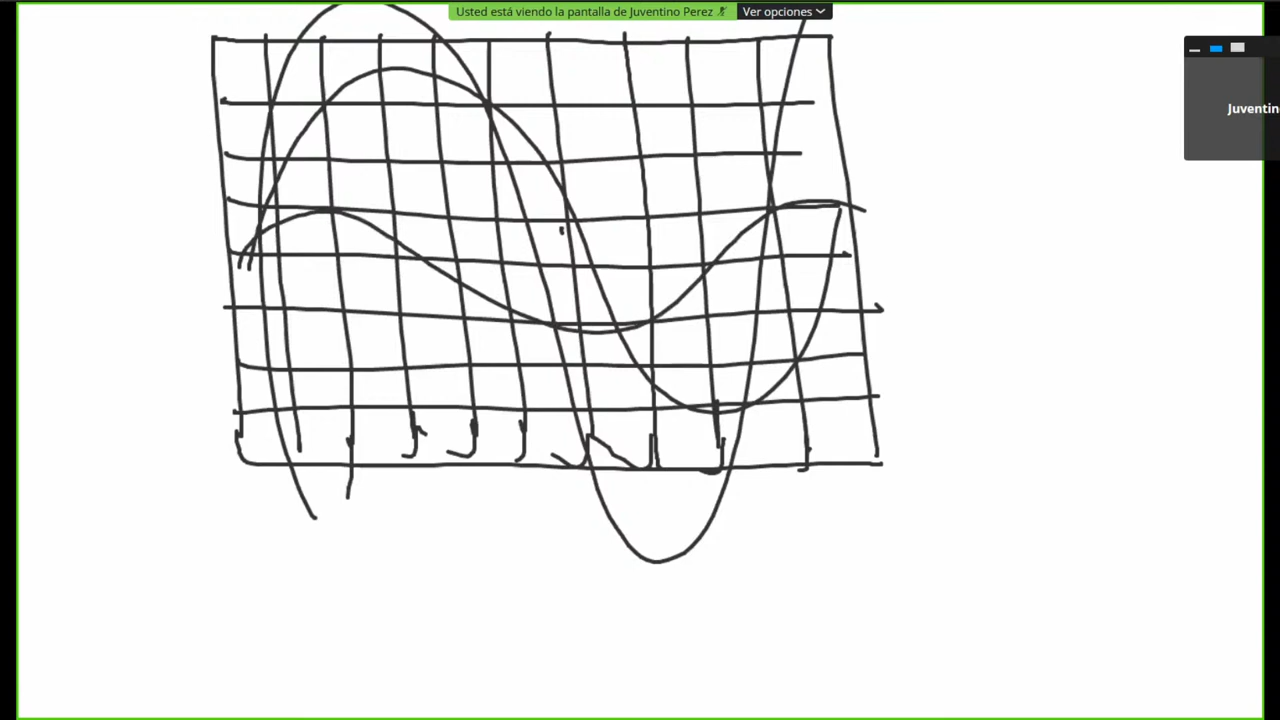 Usted está viendo la pantalla de Juventino Perez
Ver opciones
Juventin